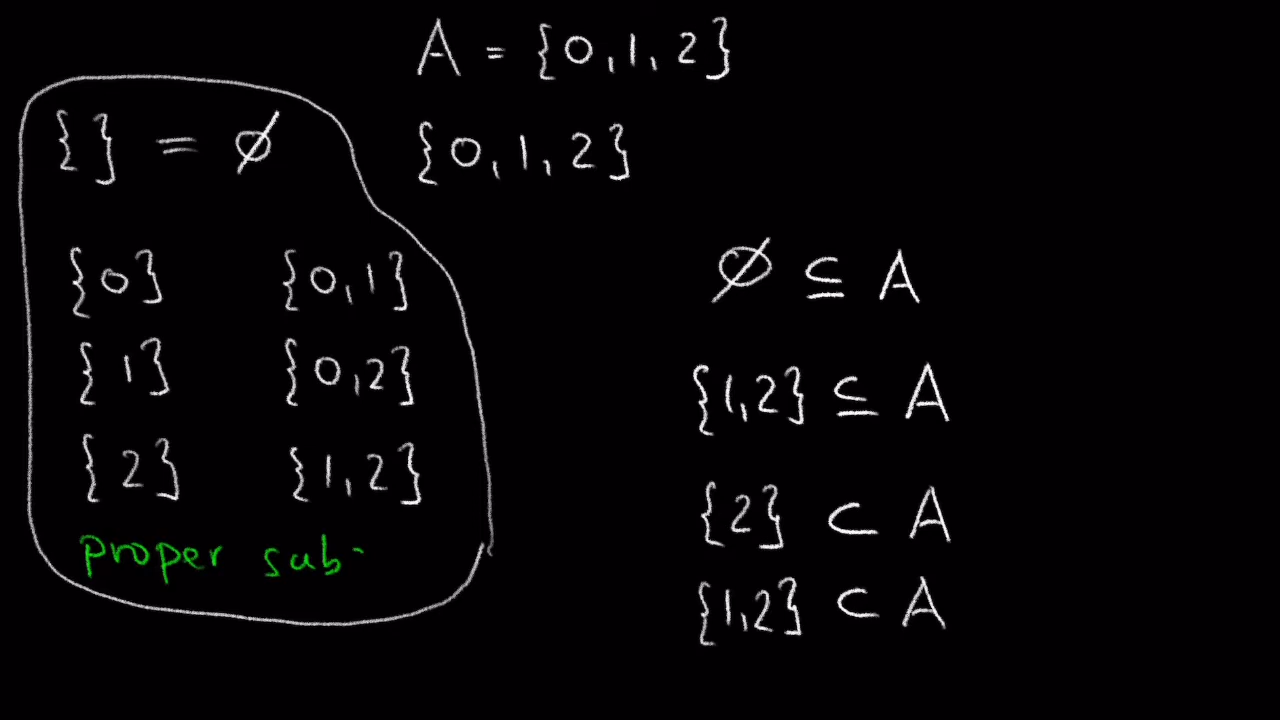 A = {0, 1, 2}
{} = ∅
{0, 1, 2}
{0} {0, 1}
{1} {0, 2}
{2} {1, 2}
proper sub-
∅ ⊆ A
{1, 2} ⊆ A
{2} ⊂ A
{1, 2} ⊂ A